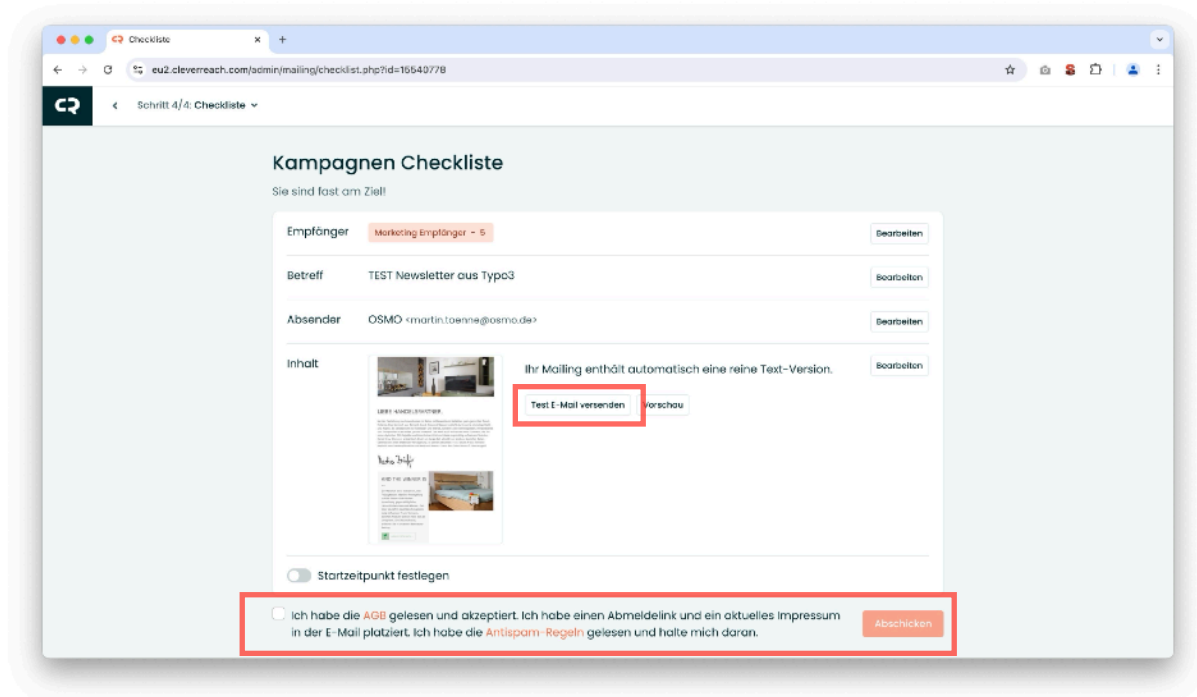 Checkliste
eu2.cleverreach.com/admin/mailing/checklist.php?id=15540778
CR
Schritt 4/4: Checkliste
Kampagnen Checkliste
Sie sind fast am Ziel!
Empfänger
Marketing Empfänger - 5
Bearbeiten
Betreff
TEST Newsletter aus Typo3
Bearbeiten
Absender
OSMO <martin.toenne@osmo.de>
Bearbeiten
Inhalt
Ihr Mailing enthält automatisch eine reine Text-Version.
Bearbeiten
Test E-Mail versenden
Vorschau
LIEBE HANDELSPARTNER,
Startzeitpunkt festlegen
Ich habe die AGB gelesen und akzeptiert. Ich habe einen Abmeldelink und ein aktuelles Impressum
in der E-Mail platziert. Ich habe die Antispam-Regeln gelesen und halte mich daran.
Abschicken